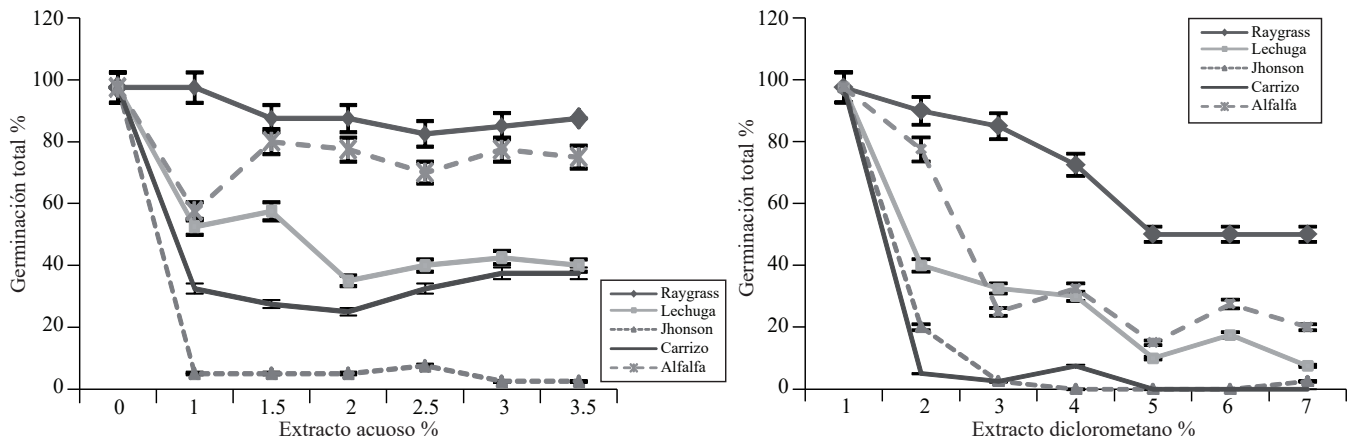 120
100
80
60
40
20
0
Germinación total %
0 1 1.5 2 2.5 3 3.5
Extracto acuoso %
Raygrass
Lechuga
Jhonson
Carrizo
Alfalfa
120
100
80
60
40
20
0
Germinación total %
1 2 3 4 5 6 7
Extracto diclorometano %
Raygrass
Lechuga
Jhonson
Carrizo
Alfalfa